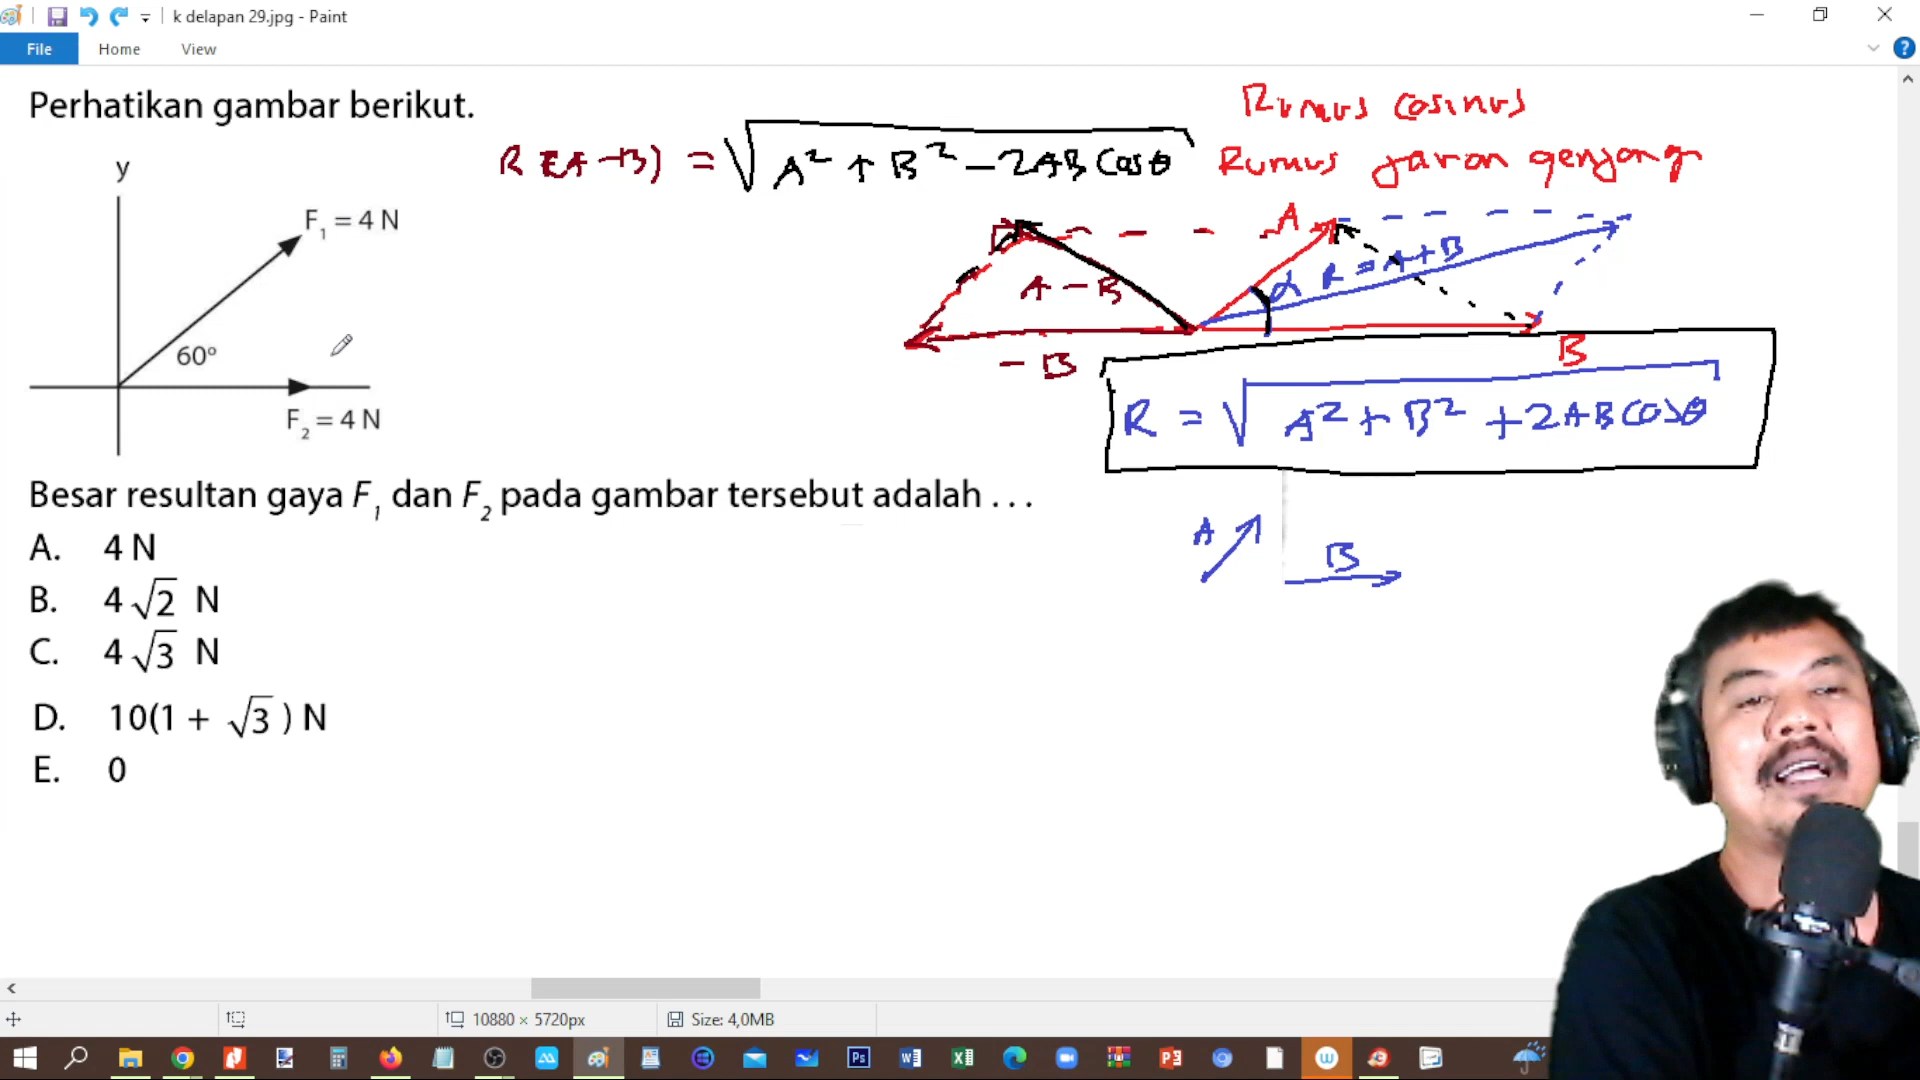 k delapan 29.jpg - Paint
File Home View
Perhatikan gambar berikut.
y
F₁ = 4 N
60°
F₂ = 4 N
Besar resultan gaya F₁ dan F₂ pada gambar tersebut adalah . . .
A. 4 N
B. 4 √2 N
C. 4 √3 N
D. 10(1 + √3 ) N
E. 0
Rumus cosinus
= √A² + B² - 2AB Cos θ
Rumus jaran genjang
A
α R = A + B
A - B
- B
B
R = √A² + B² + 2AB Cos θ
A
B
10880 × 5720px
Size: 4,0MB